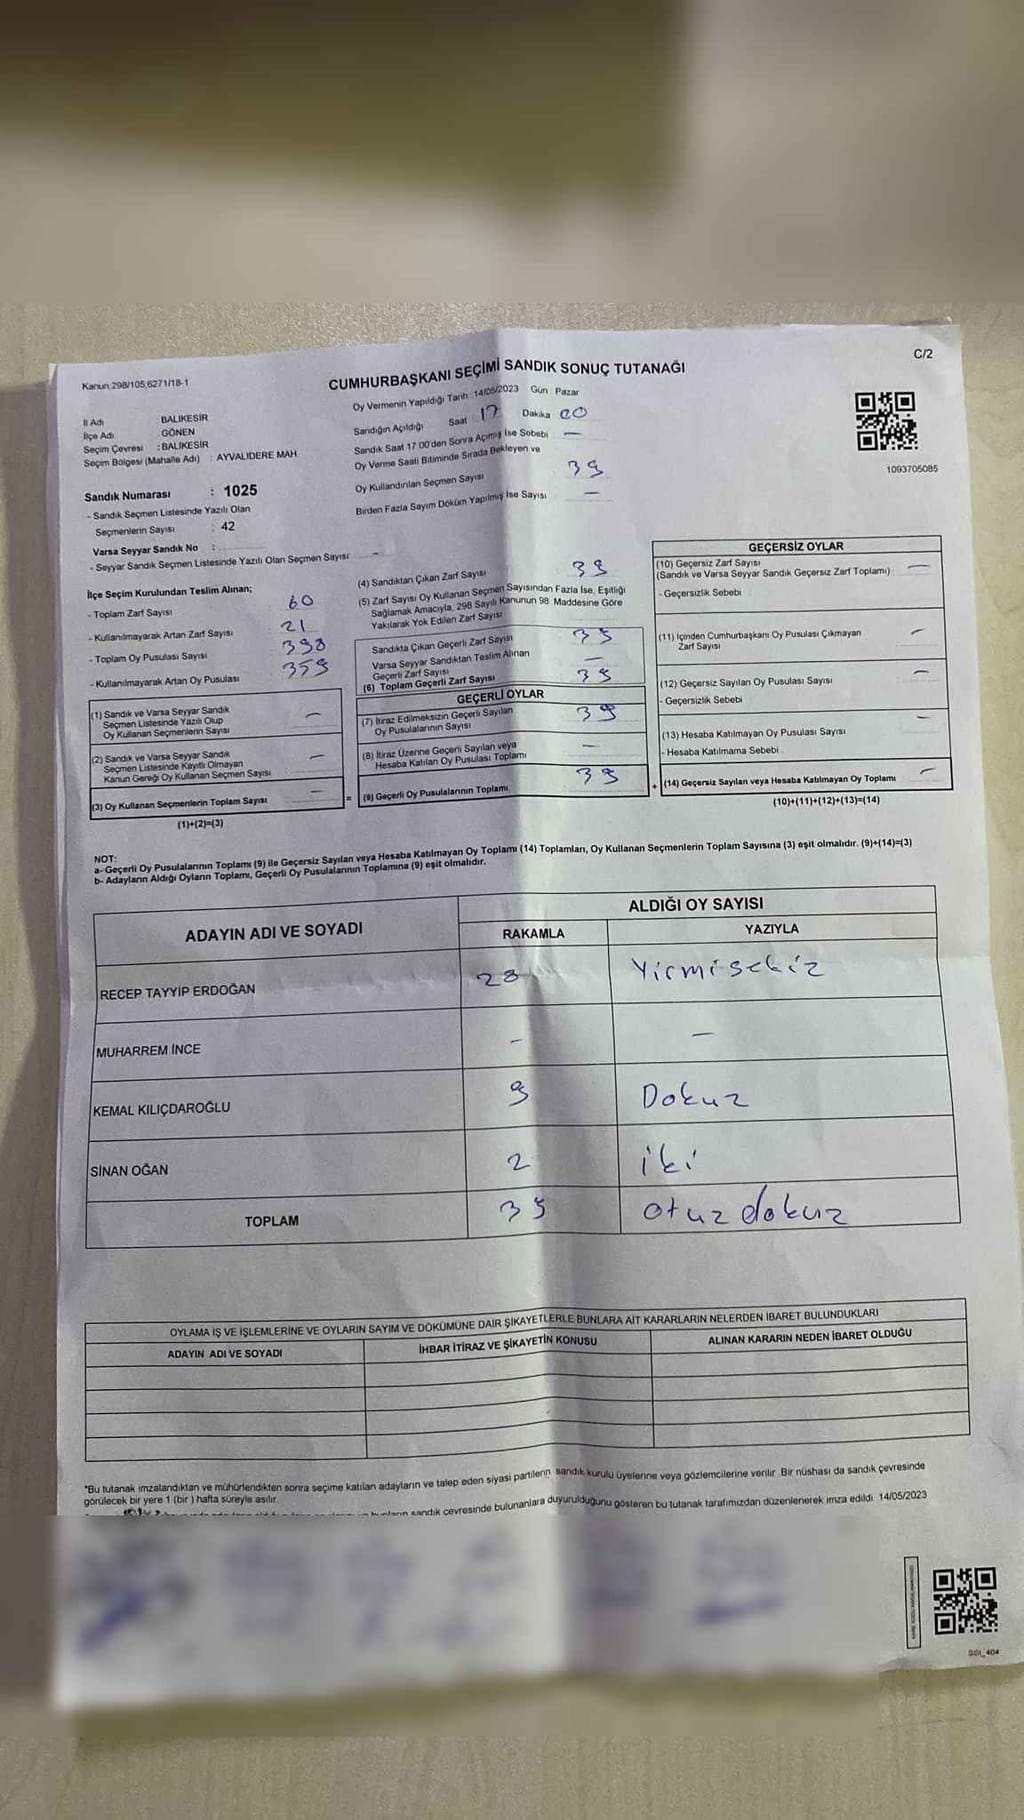 C/2
Kanun:298/105,6271/18-1
CUMHURBAŞKANI SEÇİMİ SANDIK SONUÇ TUTANAĞI
İl Adı BALIKESİR
İlçe Adı GÖNEN
Seçim Çevresi : BALIKESİR
Seçim Bölgesi (Mahalle Adı) : AYVALIDERE MAH
Sandık Numarası : 1025
- Sandık Seçmen Listesinde Yazılı Olan
Seçmenlerin Sayısı : 42
Varsa Seyyar Sandık No :
- Seyyar Sandık Seçmen Listesinde Yazılı Olan Seçmen Sayısı: -
Oy Vermenin Yapıldığı Tarih :14/05/2023 Gün Pazar
Sandığın Açıldığı Saat 17 Dakika 00
Sandık Saat 17:00'den Sonra Açmış İse Sebebi -
Oy Verme Saati Bitiminde Sırada Bekleyen ve
Oy Kullandırılan Seçmen Sayısı 39
Birden Fazla Sayım Döküm Yapılmış İse Sayısı -
1093705085
İlçe Seçim Kurulundan Teslim Alınan;
- Toplam Zarf Sayısı 60
- Kullanılmayarak Artan Zarf Sayısı 21
- Toplam Oy Pusulası Sayısı 398
- Kullanılmayarak Artan Oy Pusulası 359
(1) Sandık ve Varsa Seyyar Sandık
Seçmen Listesinde Yazılı Olup
Oy Kullanan Seçmenlerin Sayısı -
(2) Sandık ve Varsa Seyyar Sandık
Seçmen Listesinde Kayıtlı Olmayan
Kanun Gereği Oy Kullanan Seçmen Sayısı -
(3) Oy Kullanan Seçmenlerin Toplam Sayısı -
(1)+(2)=(3)
(4) Sandıktan Çıkan Zarf Sayısı 39
(5) Zarf Sayısı Oy Kullanan Seçmen Sayısından Fazla İse, Eşitliği
Sağlamak Amacıyla, 298 Sayılı Kanunun 98. Maddesine Göre
Yakılarak Yok Edilen Zarf Sayısı
Sandıkta Çıkan Geçerli Zarf Sayısı 39
Varsa Seyyar Sandıktan Teslim Alınan
Geçerli Zarf Sayısı -
(6) Toplam Geçerli Zarf Sayısı 39
GEÇERLİ OYLAR
(7) İtiraz Edilmeksizin Geçerli Sayılan
Oy Pusulalarının Sayısı 39
(8) İtiraz Üzerine Geçerli Sayılan veya
Hesaba Katılan Oy Pusulası Toplamı -
= (9) Geçerli Oy Pusulalarının Toplamı 39
GEÇERSİZ OYLAR
(10) Geçersiz Zarf Sayısı -
(Sandık ve Varsa Seyyar Sandık Geçersiz Zarf Toplamı)
- Geçersizlik Sebebi
(11) İçinden Cumhurbaşkanı Oy Pusulası Çıkmayan
Zarf Sayısı -
(12) Geçersiz Sayılan Oy Pusulası Sayısı -
- Geçersizlik Sebebi
(13) Hesaba Katılmayan Oy Pusulası Sayısı -
- Hesaba Katılmama Sebebi
+ (14) Geçersiz Sayılan veya Hesaba Katılmayan Oy Toplamı -
(10)+(11)+(12)+(13)=(14)
NOT:
a- Geçerli Oy Pusulalarının Toplamı (9) ile Geçersiz Sayılan veya Hesaba Katılmayan Oy Toplamı (14) Toplamları, Oy Kullanan Seçmenlerin Toplam Sayısına (3) eşit olmalıdır. (9)+(14)=(3)
b- Adayların Aldığı Oyların Toplamı, Geçerli Oy Pusulalarının Toplamına (9) eşit olmalıdır.
ADAYIN ADI VE SOYADI
ALDIĞI OY SAYISI
RAKAMLA YAZIYLA
RECEP TAYYİP ERDOĞAN 28 Yirmisekiz
MUHARREM İNCE - -
KEMAL KILIÇDAROĞLU 9 Dokuz
SİNAN OĞAN 2 iki
TOPLAM 39 otuz dokuz
OYLAMA İŞ VE İŞLEMLERİNE VE OYLARIN SAYIM VE DÖKÜMÜNE DAİR ŞİKAYETLERLE BUNLARA AİT KARARLARIN NELERDEN İBARET BULUNDUKLARI
ADAYIN ADI VE SOYADI İHBAR İTİRAZ VE ŞİKAYETİN KONUSU ALINAN KARARIN NEDEN İBARET OLDUĞU
*Bu tutanak imzalandıktan ve mühürlendikten sonra seçime katılan adayların ve talep eden siyasi partilerin sandık kurulu üyelerine veya gözlemcilerine verilir. Bir nüshası da sandık çevresinde
görülecek bir yere 1 (bir) hafta süreyle asılır.
sandık çevresinde bulunanlara duyurulduğunu gösteren bu tutanak tarafımızdan düzenlenerek imza edildi. 14/05/2023